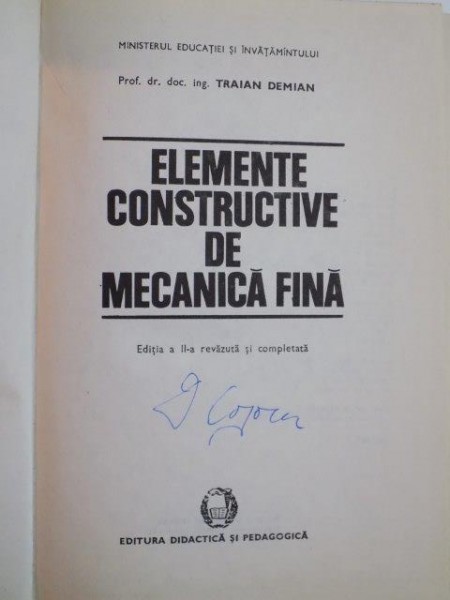 MINISTERUL EDUCAȚIEI ȘI ÎNVĂȚĂMÎNTULUI
Prof. dr. doc. ing. TRAIAN DEMIAN
ELEMENTE
CONSTRUCTIVE
DE
MECANICĂ FINĂ
Ediția a II-a revăzută și completată
EDITURA DIDACTICĂ ȘI PEDAGOGICĂ